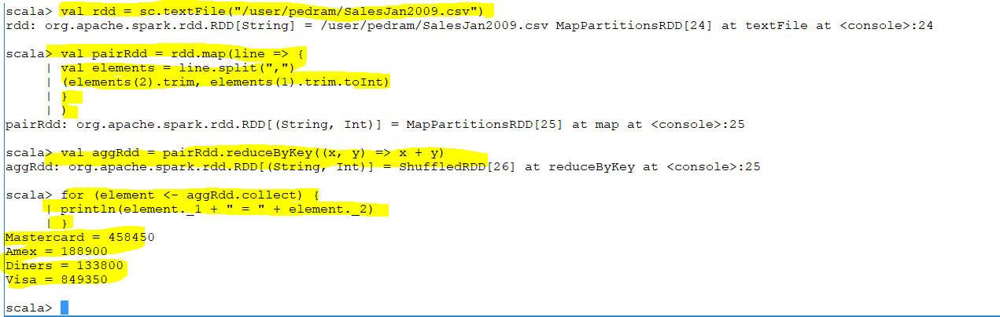 scala> val rdd = sc.textFile("/user/pedram/SalesJan2009.csv")
rdd: org.apache.spark.rdd.RDD[String] = /user/pedram/SalesJan2009.csv MapPartitionsRDD[24] at textFile at <console>:24
scala> val pairRdd = rdd.map(line => {
| val elements = line.split(",")
| (elements(2).trim, elements(1).trim.toInt)
| }
| )
pairRdd: org.apache.spark.rdd.RDD[(String, Int)] = MapPartitionsRDD[25] at map at <console>:25
scala> val aggRdd = pairRdd.reduceByKey((x, y) => x + y)
aggRdd: org.apache.spark.rdd.RDD[(String, Int)] = ShuffledRDD[26] at reduceByKey at <console>:25
scala> for (element <- aggRdd.collect) {
| println(element._1 + " = " + element._2)
| }
Mastercard = 458450
Amex = 188900
Diners = 133800
Visa = 849350
scala>